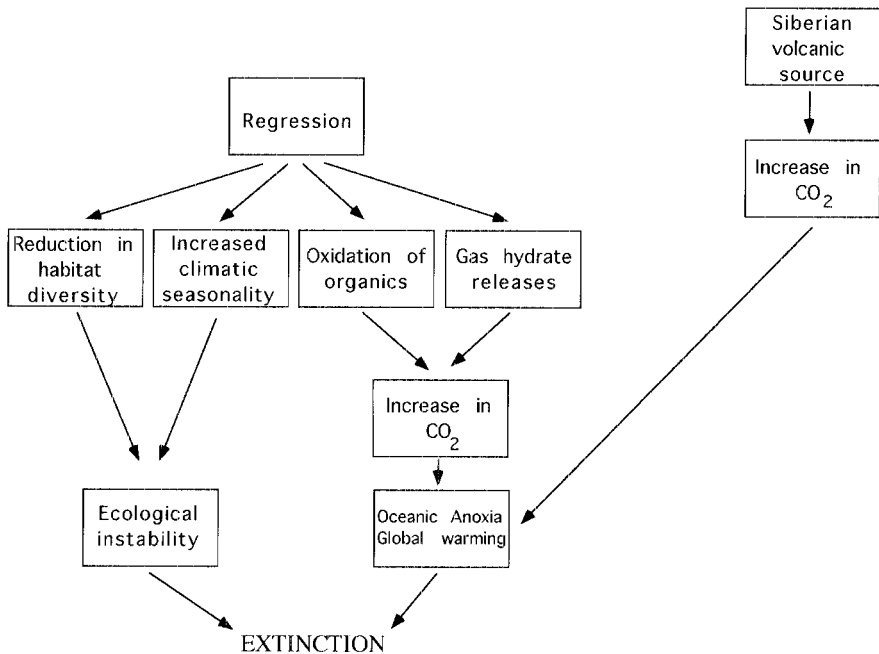 Siberian
volcanic
source
Regression
Increase in
CO2
Reduction in
habitat
diversity
Increased
climatic
seasonality
Oxidation of
organics
Gas hydrate
releases
Increase in
CO2
Ecological
instability
Oceanic Anoxia
Global warming
EXTINCTION